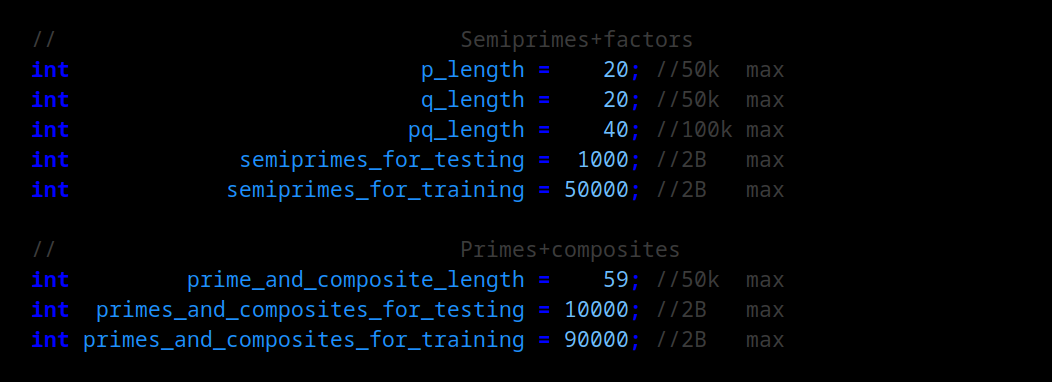 //                               Semiprimes+factors
int                           p_length =    20; //50k  max
int                           q_length =    20; //50k  max
int                          pq_length =    40; //100k max
int             semiprimes_for_testing =  1000; //2B   max
int            semiprimes_for_training = 50000; //2B   max

//                               Primes+composites
int         prime_and_composite_length =    59; //50k  max
int  primes_and_composites_for_testing = 10000; //2B   max
int primes_and_composites_for_training = 90000; //2B   max